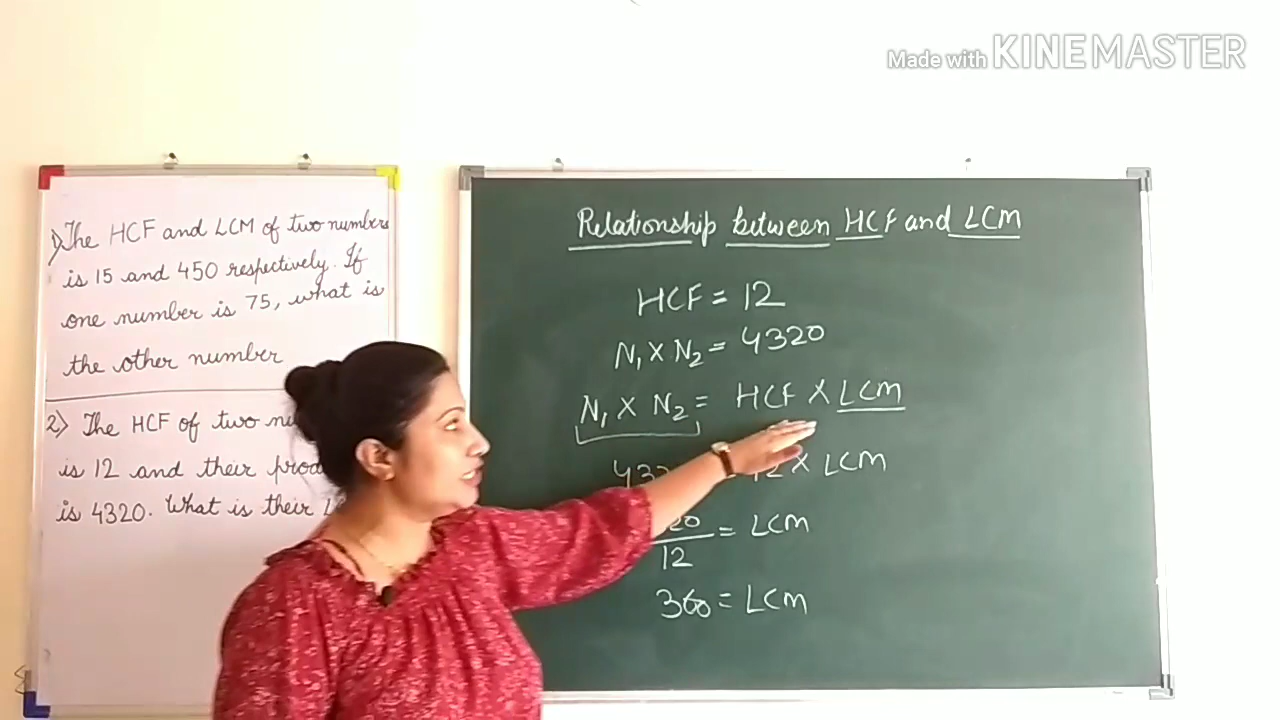 Made with KINEMASTER
1) The HCF and LCM of two numbers
is 15 and 450 respectively. If
one number is 75, what is
the other number
2) The HCF of two
is 12 and their
is 4320. What is their
Relationship between HCF and LCM
HCF = 12
N₁ X N₂ = 4320
N₁ X N₂ = HCF X LCM
= 12 X LCM
= LCM
12
360 = LCM